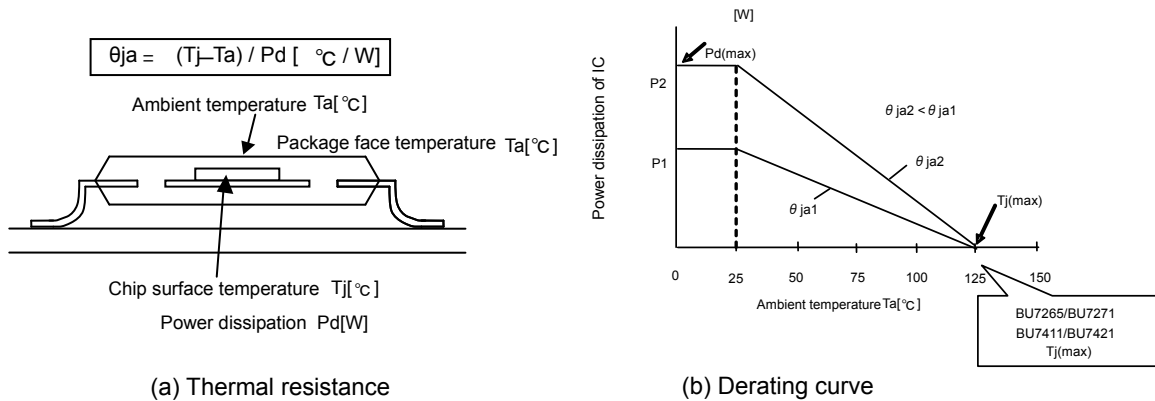 θja = (Tj–Ta) / Pd [ °C / W]
Ambient temperature Ta[°C]
Package face temperature Ta[°C]
Chip surface temperature Tj[°C]
Power dissipation Pd[W]
(a) Thermal resistance
[W]
Pd(max)
Power dissipation of IC
P2
P1
θ ja2 < θ ja1
θ ja2
θ ja1
Tj(max)
0 25 50 75 100 125 150
Ambient temperature Ta[°C]
BU7265/BU7271
BU7411/BU7421
Tj(max)
(b) Derating curve